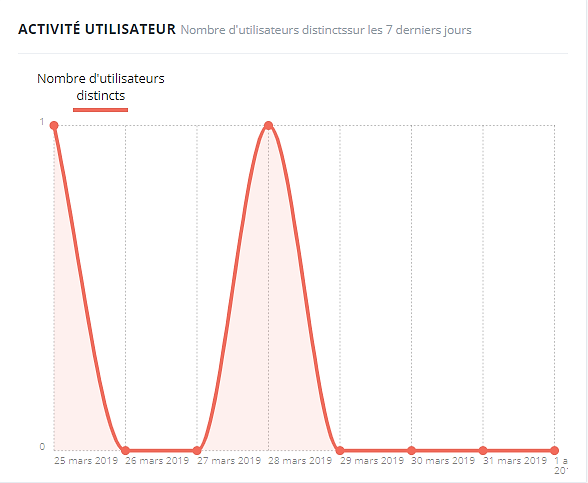 ACTIVITÉ UTILISATEUR Nombre d'utilisateurs distinctssur les 7 derniers jours
Nombre d'utilisateurs
distincts
1
0
25 mars 2019 26 mars 2019 27 mars 2019 28 mars 2019 29 mars 2019 30 mars 2019 31 mars 2019 1 a
20